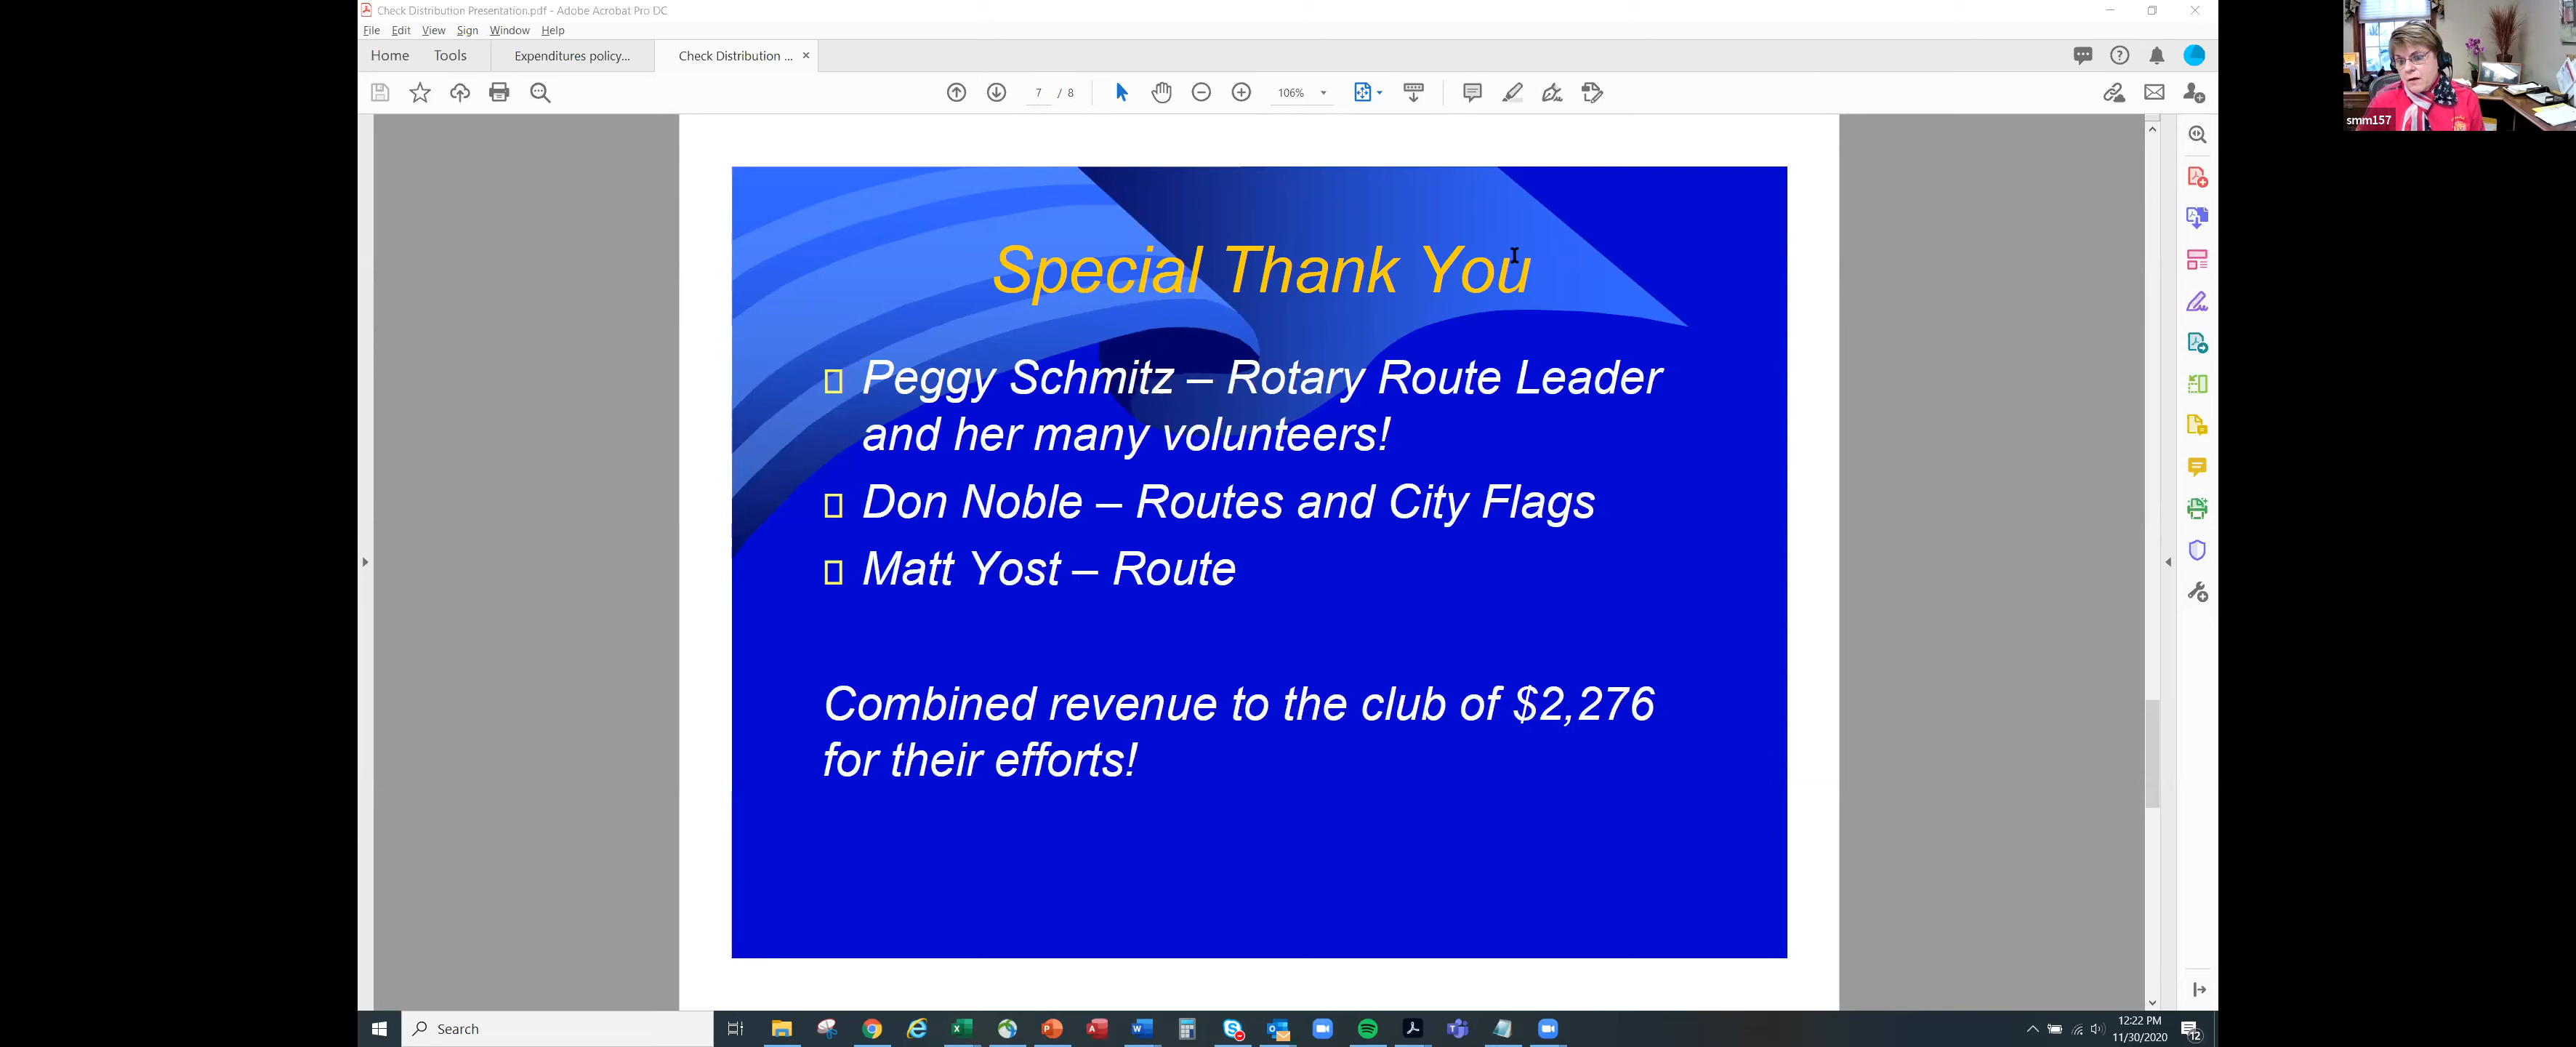 Check Distribution Presentation.pdf - Adobe Acrobat Pro DC
File Edit View Sign Window Help
Home Tools Expenditures policy... Check Distribution ... ×
7 / 8 106%
smm157
Special Thank You
Peggy Schmitz – Rotary Route Leader
and her many volunteers!
Don Noble – Routes and City Flags
Matt Yost – Route
Combined revenue to the club of $2,276
for their efforts!
Search
12:22 PM
11/30/2020
12